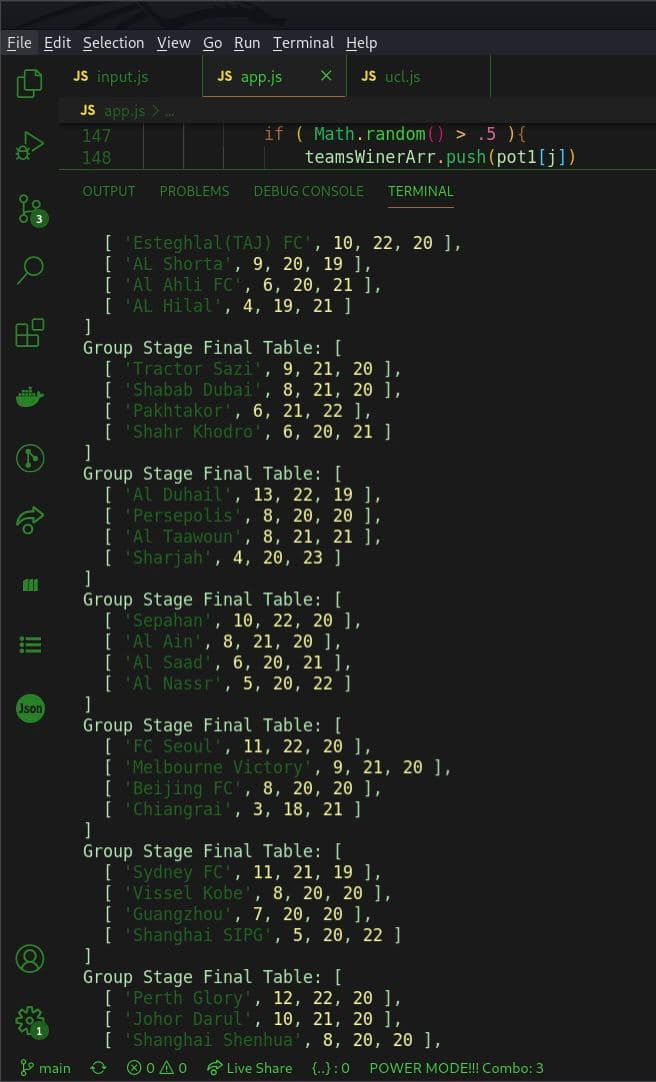 File Edit Selection View Go Run Terminal Help
JS input.js JS app.js × JS ucl.js
JS app.js > ...
147 if ( Math.random() > .5 ){
148 teamsWinerArr.push(pot1[j])
OUTPUT PROBLEMS DEBUG CONSOLE TERMINAL
[ 'Esteghlal(TAJ) FC', 10, 22, 20 ],
[ 'AL Shorta', 9, 20, 19 ],
[ 'Al Ahli FC', 6, 20, 21 ],
[ 'AL Hilal', 4, 19, 21 ]
]
Group Stage Final Table: [
[ 'Tractor Sazi', 9, 21, 20 ],
[ 'Shabab Dubai', 8, 21, 20 ],
[ 'Pakhtakor', 6, 21, 22 ],
[ 'Shahr Khodro', 6, 20, 21 ]
]
Group Stage Final Table: [
[ 'Al Duhail', 13, 22, 19 ],
[ 'Persepolis', 8, 20, 20 ],
[ 'Al Taawoun', 8, 21, 21 ],
[ 'Sharjah', 4, 20, 23 ]
]
Group Stage Final Table: [
[ 'Sepahan', 10, 22, 20 ],
[ 'Al Ain', 8, 21, 20 ],
[ 'Al Saad', 6, 20, 21 ],
[ 'Al Nassr', 5, 20, 22 ]
]
Group Stage Final Table: [
[ 'FC Seoul', 11, 22, 20 ],
[ 'Melbourne Victory', 9, 21, 20 ],
[ 'Beijing FC', 8, 20, 20 ],
[ 'Chiangrai', 3, 18, 21 ]
]
Group Stage Final Table: [
[ 'Sydney FC', 11, 21, 19 ],
[ 'Vissel Kobe', 8, 20, 20 ],
[ 'Guangzhou', 7, 20, 20 ],
[ 'Shanghai SIPG', 5, 20, 22 ]
]
Group Stage Final Table: [
[ 'Perth Glory', 12, 22, 20 ],
[ 'Johor Darul', 10, 21, 20 ],
[ 'Shanghai Shenhua', 8, 20, 20 ],
3
Json
1
main 0 0 Live Share {..} : 0 POWER MODE!!! Combo: 3